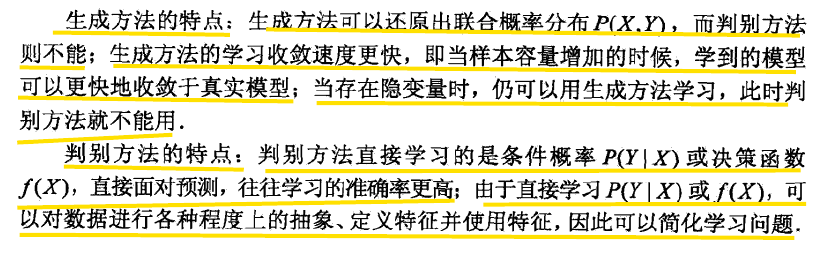 生成方法的特点：生成方法可以还原出联合概率分布 P(X,Y)，而判别方法
则不能；生成方法的学习收敛速度更快，即当样本容量增加的时候，学到的模型
可以更快地收敛于真实模型；当存在隐变量时，仍可以用生成方法学习，此时判
别方法就不能用．
判别方法的特点：判别方法直接学习的是条件概率 P(Y|X) 或决策函数
f(X)，直接面对预测，往往学习的准确率更高；由于直接学习 P(Y|X) 或 f(X)，可
以对数据进行各种程度上的抽象、定义特征并使用特征，因此可以简化学习问题．